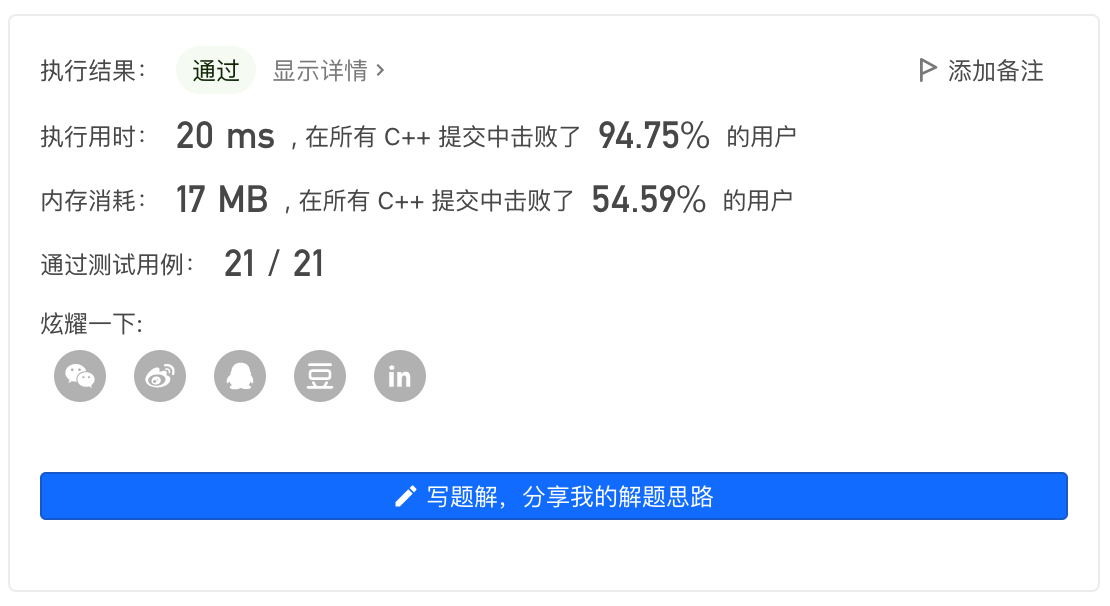 执行结果： 通过 显示详情 › 添加备注
执行用时： 20 ms , 在所有 C++ 提交中击败了 94.75% 的用户
内存消耗： 17 MB , 在所有 C++ 提交中击败了 54.59% 的用户
通过测试用例： 21 / 21
炫耀一下:
豆 in
写题解，分享我的解题思路